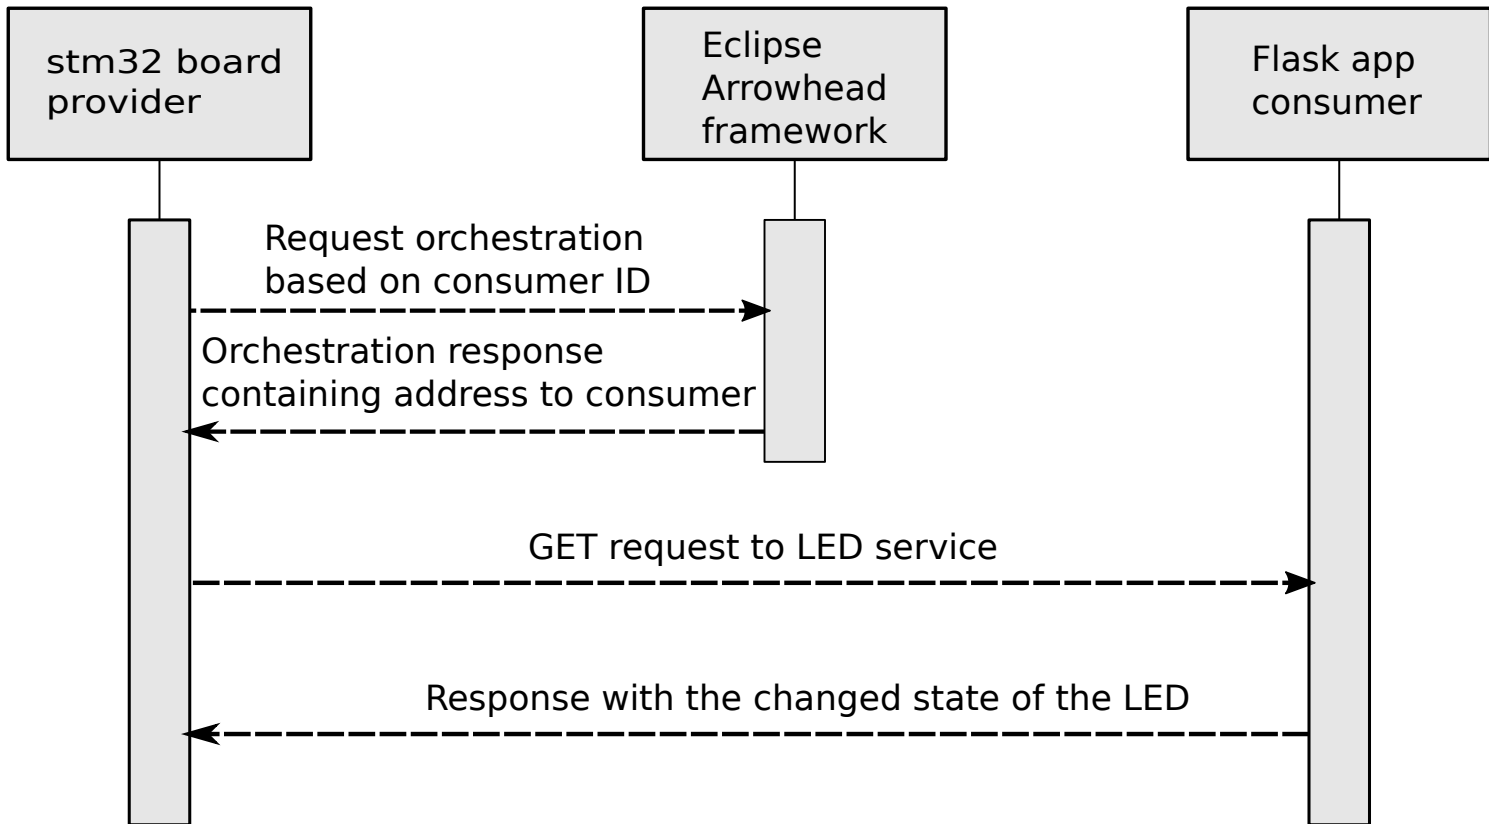 stm32 board
provider
Eclipse
Arrowhead
framework
Flask app
consumer
Request orchestration
based on consumer ID
Orchestration response
containing address to consumer
GET request to LED service
Response with the changed state of the LED